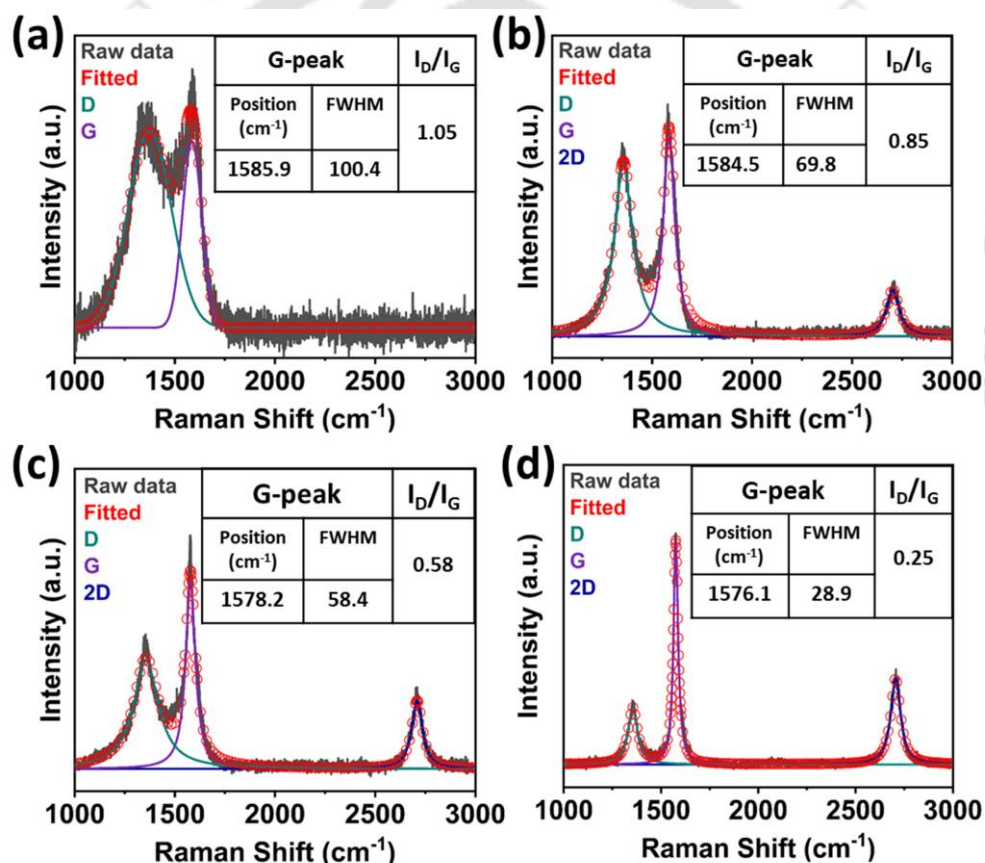 (a)
Raw data
Fitted
D
G
G-peak
I_D/I_G
Position (cm⁻¹)
FWHM
1.05
1585.9
100.4
Intensity (a.u.)
1000 1500 2000 2500 3000
Raman Shift (cm⁻¹)
(b)
Raw data
Fitted
D
G
2D
G-peak
I_D/I_G
Position (cm⁻¹)
FWHM
0.85
1584.5
69.8
Intensity (a.u.)
1000 1500 2000 2500 3000
Raman Shift (cm⁻¹)
(c)
Raw data
Fitted
D
G
2D
G-peak
I_D/I_G
Position (cm⁻¹)
FWHM
0.58
1578.2
58.4
Intensity (a.u.)
1000 1500 2000 2500 3000
Raman Shift (cm⁻¹)
(d)
Raw data
Fitted
D
G
2D
G-peak
I_D/I_G
Position (cm⁻¹)
FWHM
0.25
1576.1
28.9
Intensity (a.u.)
1000 1500 2000 2500 3000
Raman Shift (cm⁻¹)